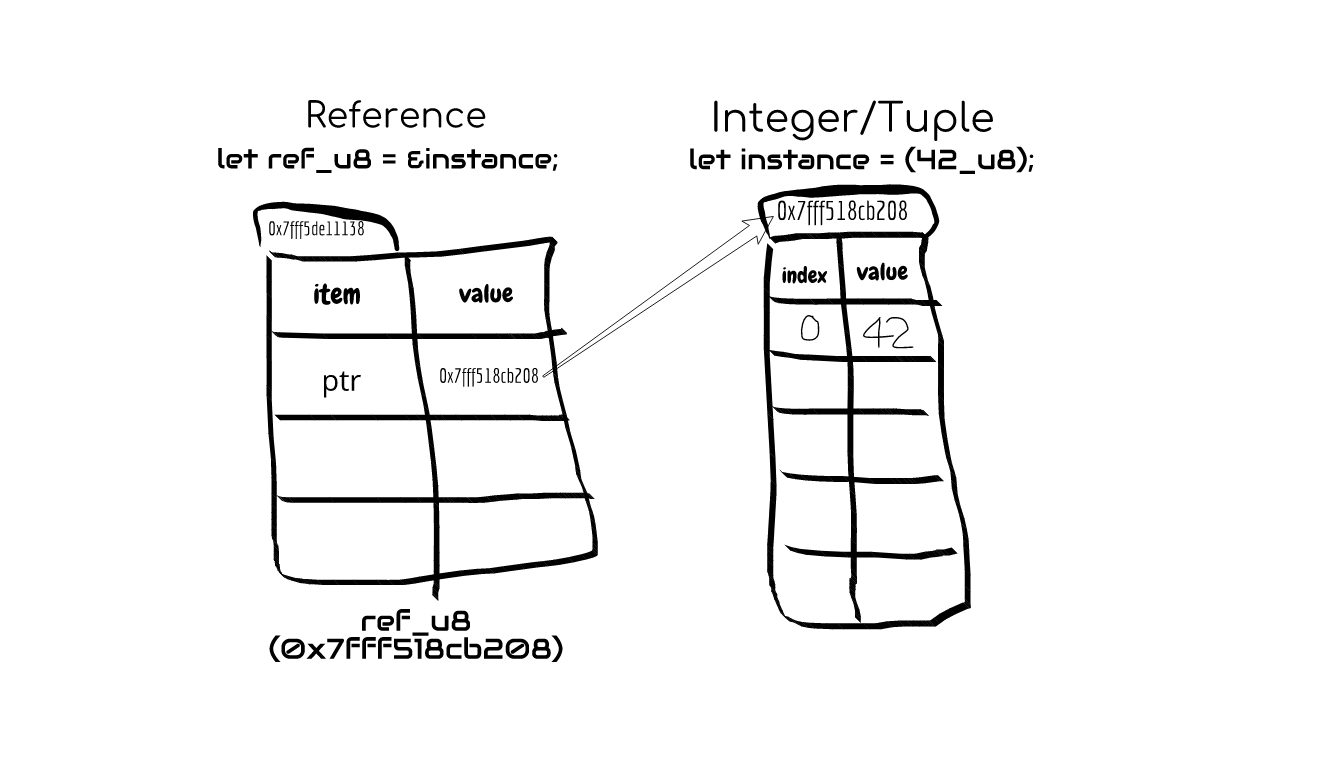 Reference
let ref_u8 = &instance;
0x7fff5de11138
item value
ptr 0x7fff518cb208
ref_u8
(0x7fff518cb208)
Integer/Tuple
let instance = (42_u8);
0x7fff518cb208
index value
0 42